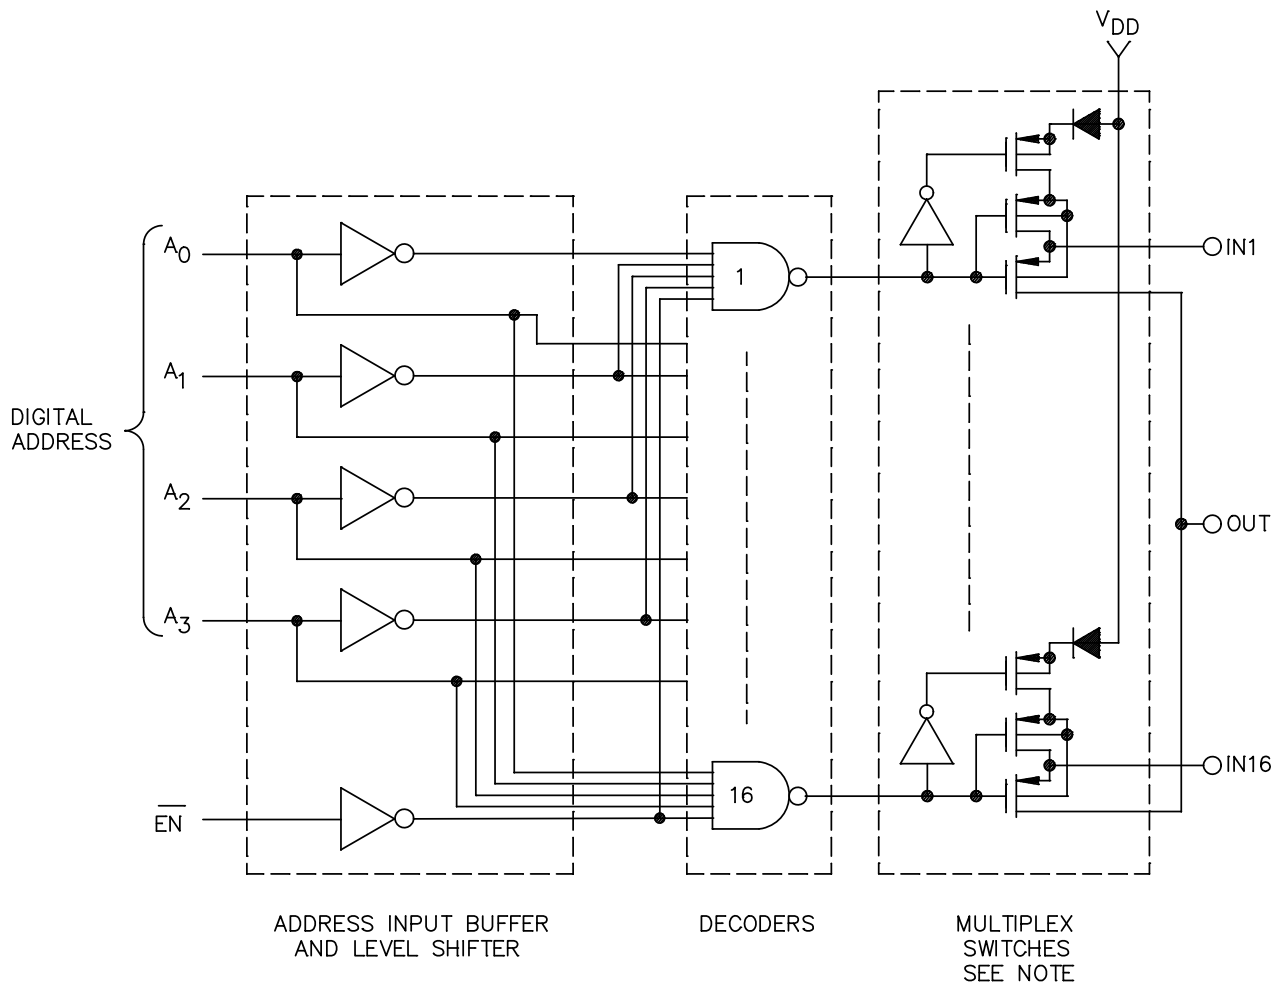 V DD
A0
A1
DIGITAL
ADDRESS
A2
A3
EN
1
16
IN1
OUT
IN16
ADDRESS INPUT BUFFER
AND LEVEL SHIFTER
DECODERS
MULTIPLEX
SWITCHES
SEE NOTE